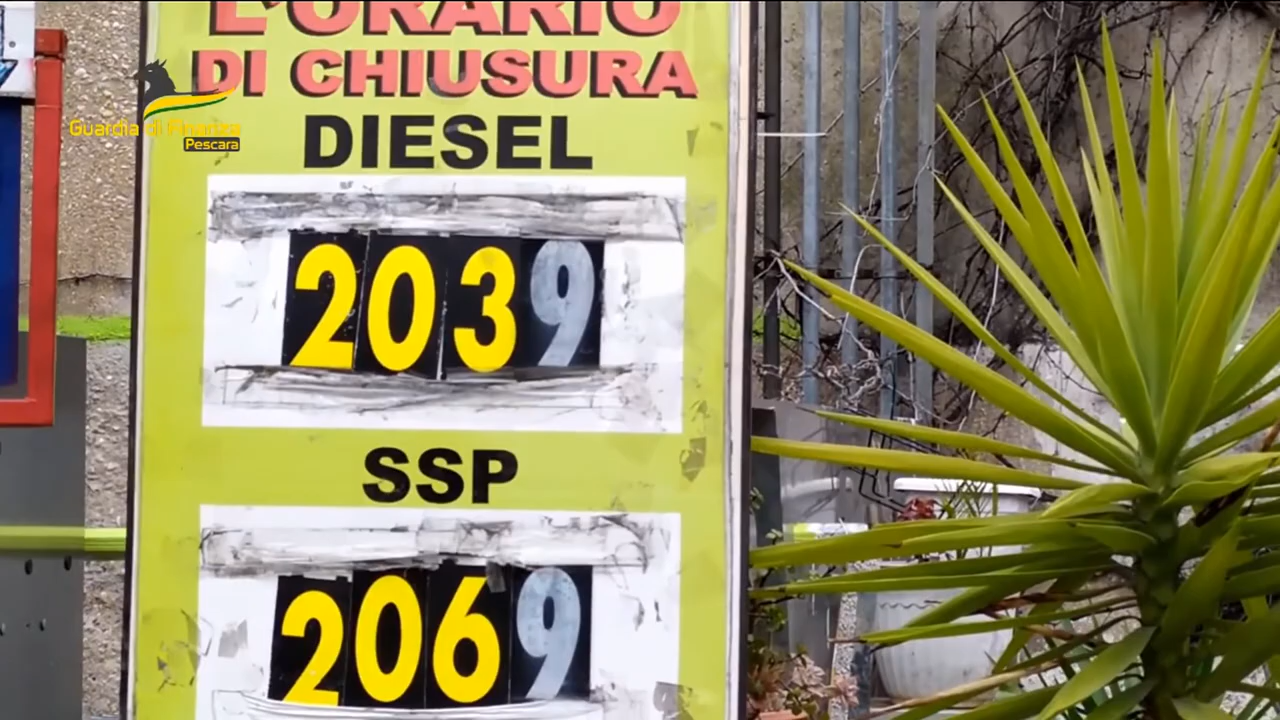 L'ORARIO
DI CHIUSURA
Guardia di Finanza
Pescara
DIESEL
2039
SSP
2069